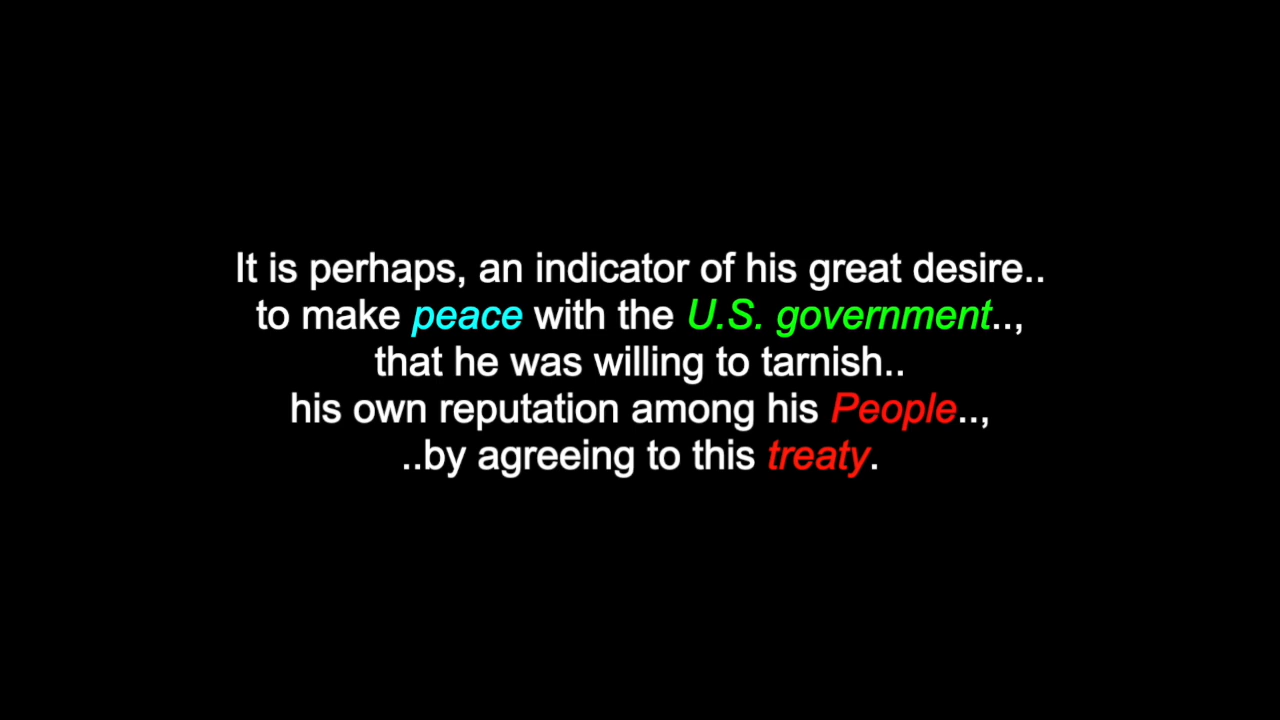 It is perhaps, an indicator of his great desire..
to make peace with the U.S. government..,
that he was willing to tarnish..
his own reputation among his People..,
..by agreeing to this treaty.